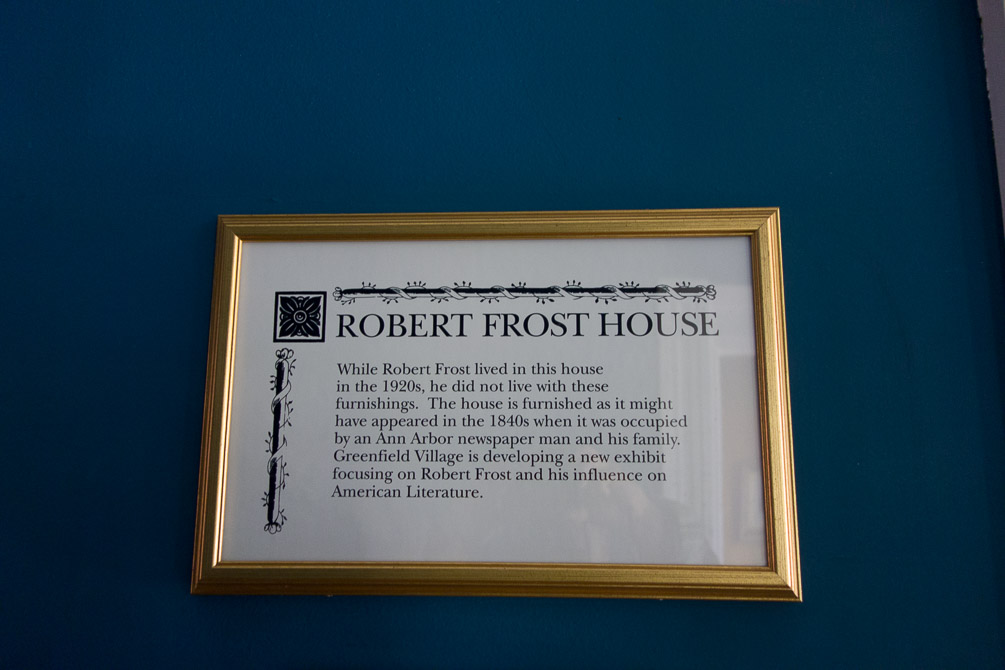 ROBERT FROST HOUSE
While Robert Frost lived in this house
in the 1920s, he did not live with these
furnishings.  The house is furnished as it might
have appeared in the 1840s when it was occupied
by an Ann Arbor newspaper man and his family.
Greenfield Village is developing a new exhibit
focusing on Robert Frost and his influence on
American Literature.